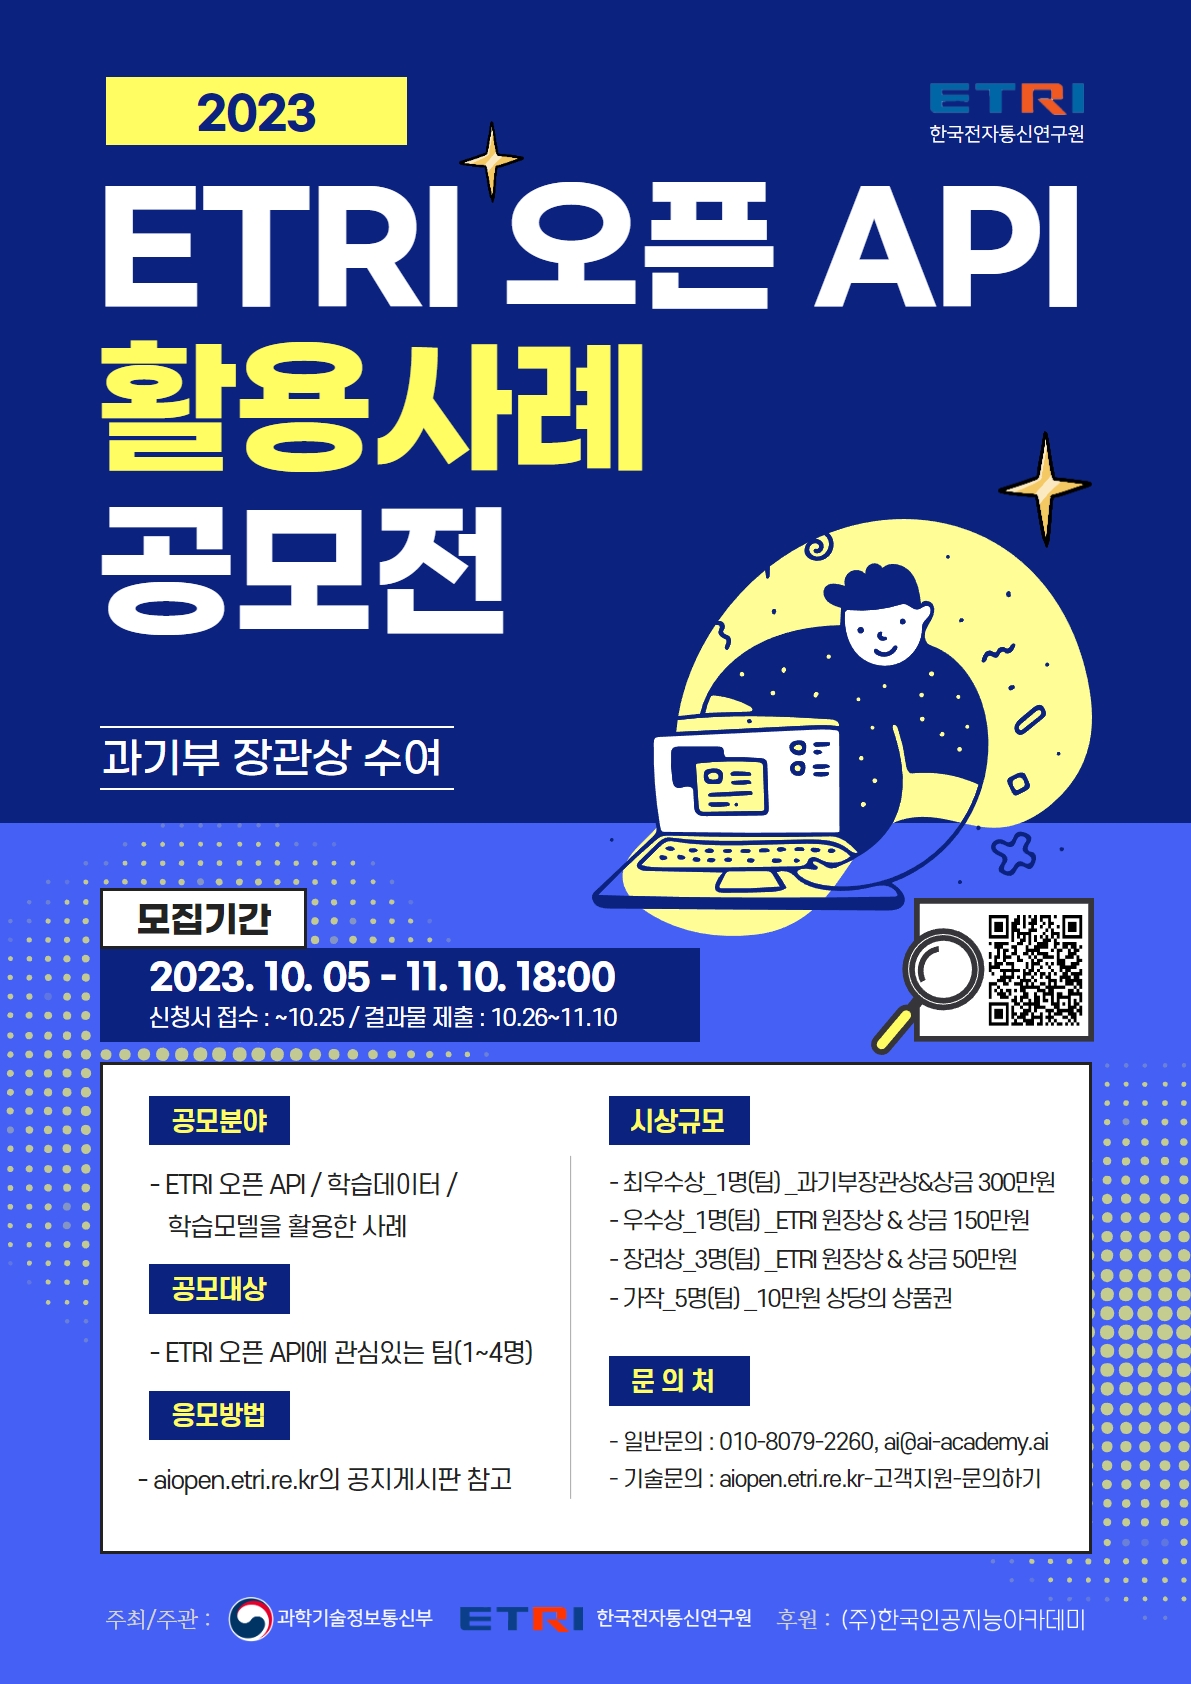 2023
ETRI
한국전자통신연구원
ETRI 오픈 API
활용사례
공모전
과기부 장관상 수여
모집기간
2023. 10. 05 - 11. 10. 18:00
신청서 접수 : ~10.25 / 결과물 제출 : 10.26~11.10
공모분야
- ETRI 오픈 API / 학습데이터 /
학습모델을 활용한 사례
공모대상
- ETRI 오픈 API에 관심있는 팀(1~4명)
응모방법
- aiopen.etri.re.kr의 공지게시판 참고
시상규모
- 최우수상_1명(팀) _과기부장관상&상금 300만원
- 우수상_1명(팀) _ETRI 원장상 & 상금 150만원
- 장려상_3명(팀) _ETRI 원장상 & 상금 50만원
- 가작_5명(팀) _10만원 상당의 상품권
문 의 처
- 일반문의 : 010-8079-2260, ai@ai-academy.ai
- 기술문의 : aiopen.etri.re.kr-고객지원-문의하기
주최/주관 : 과학기술정보통신부 ETRI 한국전자통신연구원 후원 : (주)한국인공지능아카데미